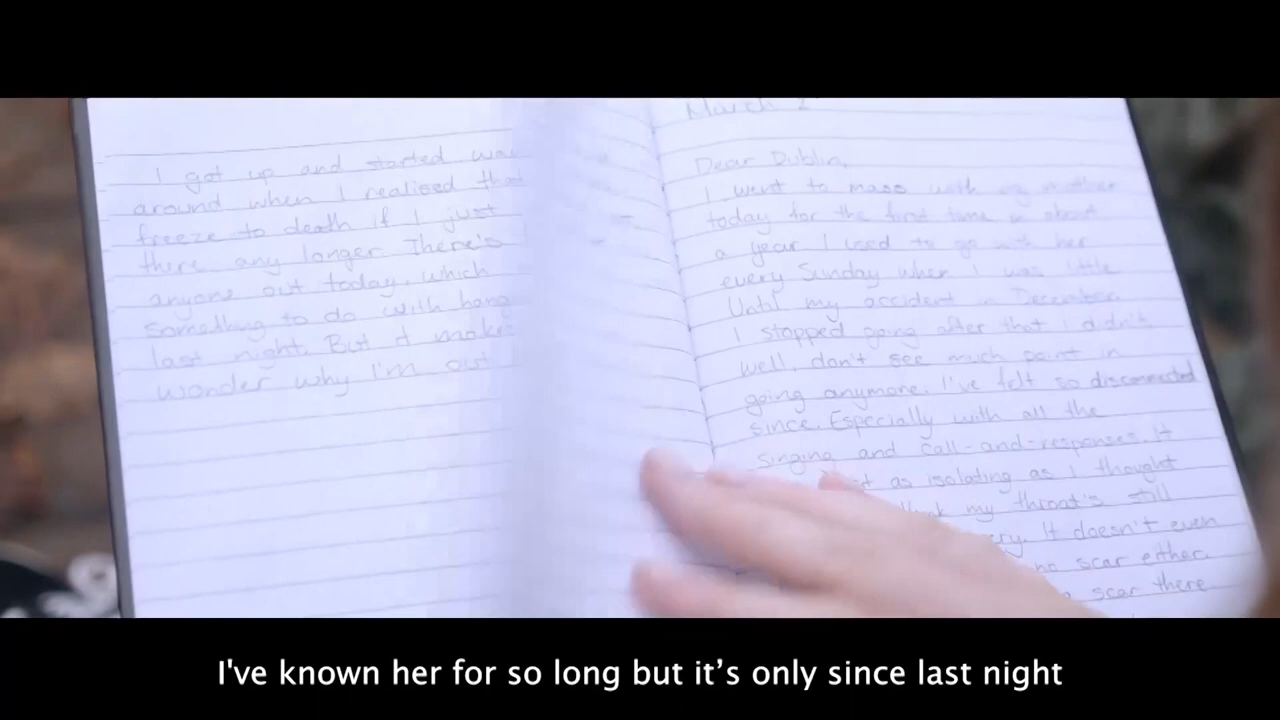 I got up and started
around when I realised that
freeze to death if I just
there any longer. There's
anyone out today, which
something to do with
last night. But it makes
wonder why I'm out
March 2
Dear Dublin,
I went to mass with my mother
today for the first time in about
a year. I used to go with her
every Sunday when I was little
Until my accident in December.
I stopped going after that. I didn't,
well, don't see much point in
going anymore. I've felt so disconnected
since. Especially with all the
singing and call-and-responses. It
as isolating as I thought
my throat's still
It doesn't even
no scar either.
scar there
I've known her for so long but it’s only since last night